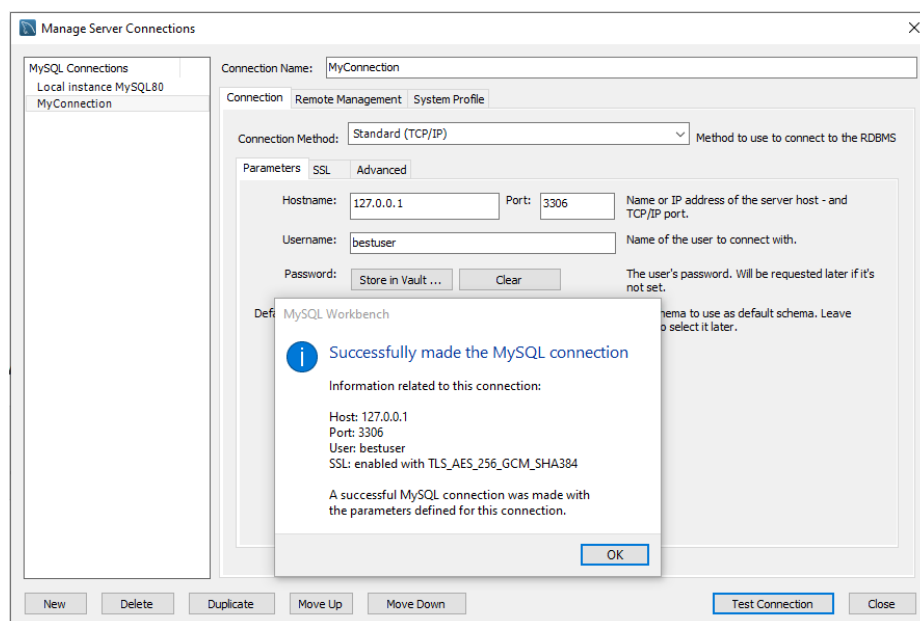 Manage Server Connections
MySQL Connections
Local instance MySQL80
MyConnection
Connection Name: MyConnection
Connection Remote Management System Profile
Connection Method: Standard (TCP/IP) Method to use to connect to the RDBMS
Parameters SSL Advanced
Hostname: 127.0.0.1 Port: 3306 Name or IP address of the server host - and
TCP/IP port.
Username: bestuser Name of the user to connect with.
Password: Store in Vault ... Clear The user's password. Will be requested later if it's
not set.
to use as default schema. Leave
select it later.
MySQL Workbench
Successfully made the MySQL connection
Information related to this connection:
Host: 127.0.0.1
Port: 3306
User: bestuser
SSL: enabled with TLS_AES_256_GCM_SHA384
A successful MySQL connection was made with
the parameters defined for this connection.
OK
New Delete Duplicate Move Up Move Down Test Connection Close